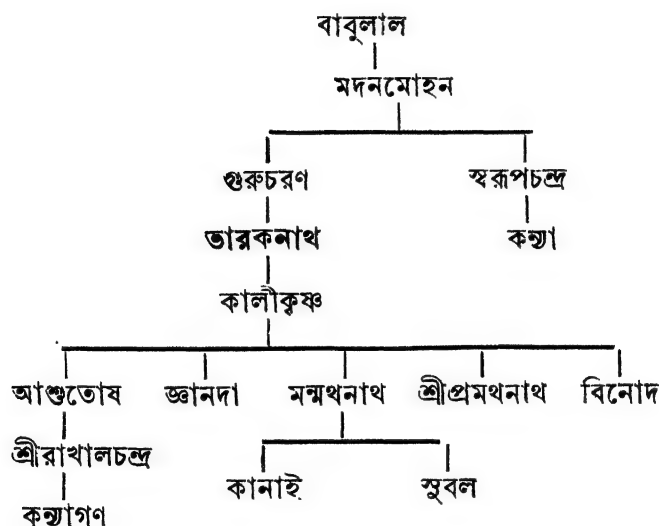 বাবুলাল
মদনমোহন
গুরুচরণ স্বরূপচন্দ্র
তারকনাথ কন্যা
কালীকৃষ্ণ
আশুতোষ জ্ঞানদা মন্মথনাথ শ্রীপ্রমথনাথ বিনোদ
শ্রীরাখালচন্দ্র
কানাই সুবল
কন্যাগণ